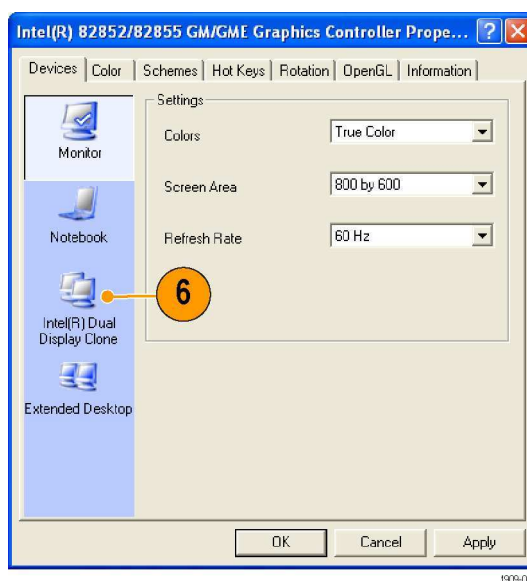 Intel(R) 82852/82855 GM/GME Graphics Controller Prope... ?
Devices Color Schemes Hot Keys Rotation OpenGL Information
Settings
Colors True Color
Monitor
Screen Area 800 by 600
Notebook
Refresh Rate 60 Hz
6
Intel(R) Dual
Display Clone
Extended Desktop
OK Cancel Apply